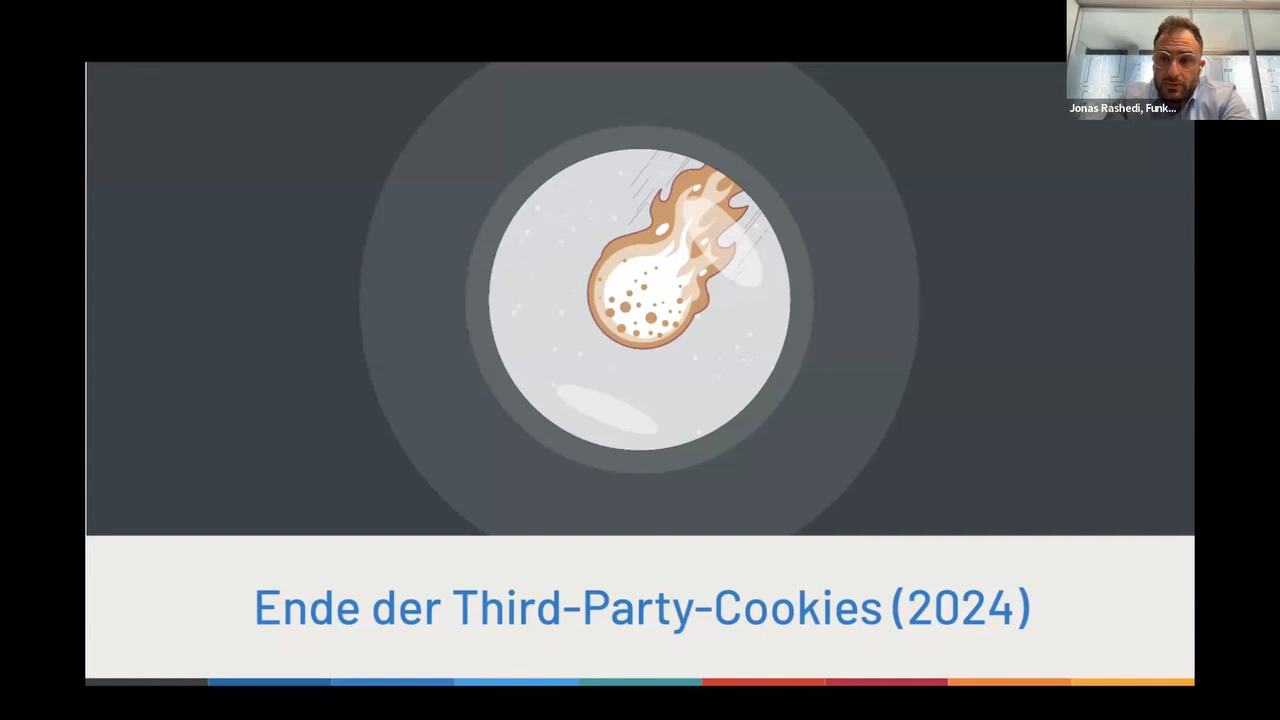 Jonas Rashedi, Funk...
Ende der Third-Party-Cookies (2024)